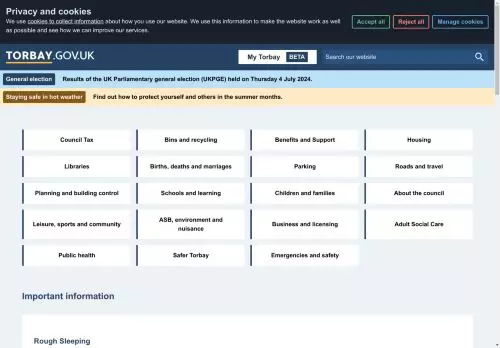 Privacy and cookies
We use cookies to collect information about how you use our website. We use this information to make the website work as well
as possible and see how we can improve our services.
Accept all
Reject all
Manage cookies
TORBAY.GOV.UK
My Torbay BETA
Search our website
General election
Results of the UK Parliamentary general election (UKPGE) held on Thursday 4 July 2024.
Staying safe in hot weather
Find out how to protect yourself and others in the summer months.
Council Tax
Bins and recycling
Benefits and Support
Housing
Libraries
Births, deaths and marriages
Parking
Roads and travel
Planning and building control
Schools and learning
Children and families
About the council
Leisure, sports and community
ASB, environment and
nuisance
Business and licensing
Adult Social Care
Public health
Safer Torbay
Emergencies and safety
Important information
Rough Sleeping